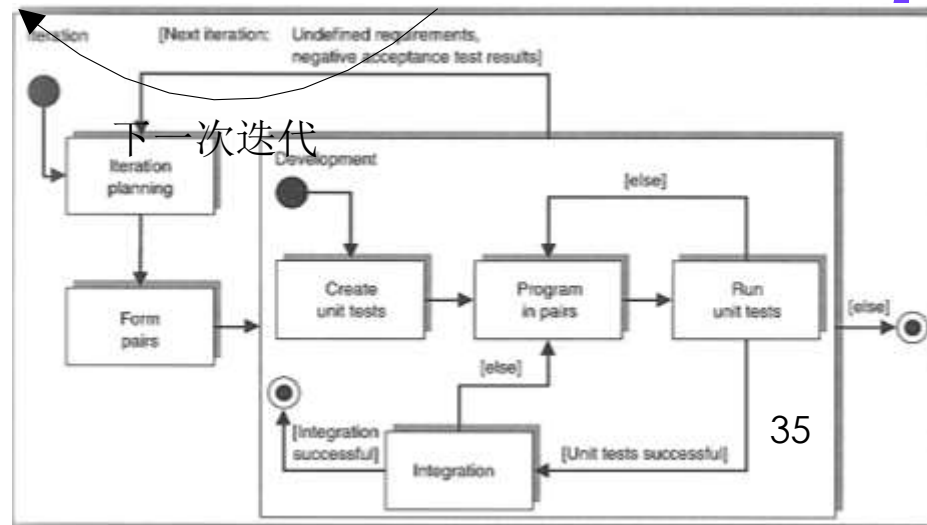 Iteration
[Next iteration: Undefined requirements,
negative acceptance test results]
下一次迭代
Iteration
planning
Development
[else]
Create
unit tests
Program
in pairs
Run
unit tests
[else]
Form
pairs
[else]
[Integration
successful]
Integration
[Unit tests successful]
35